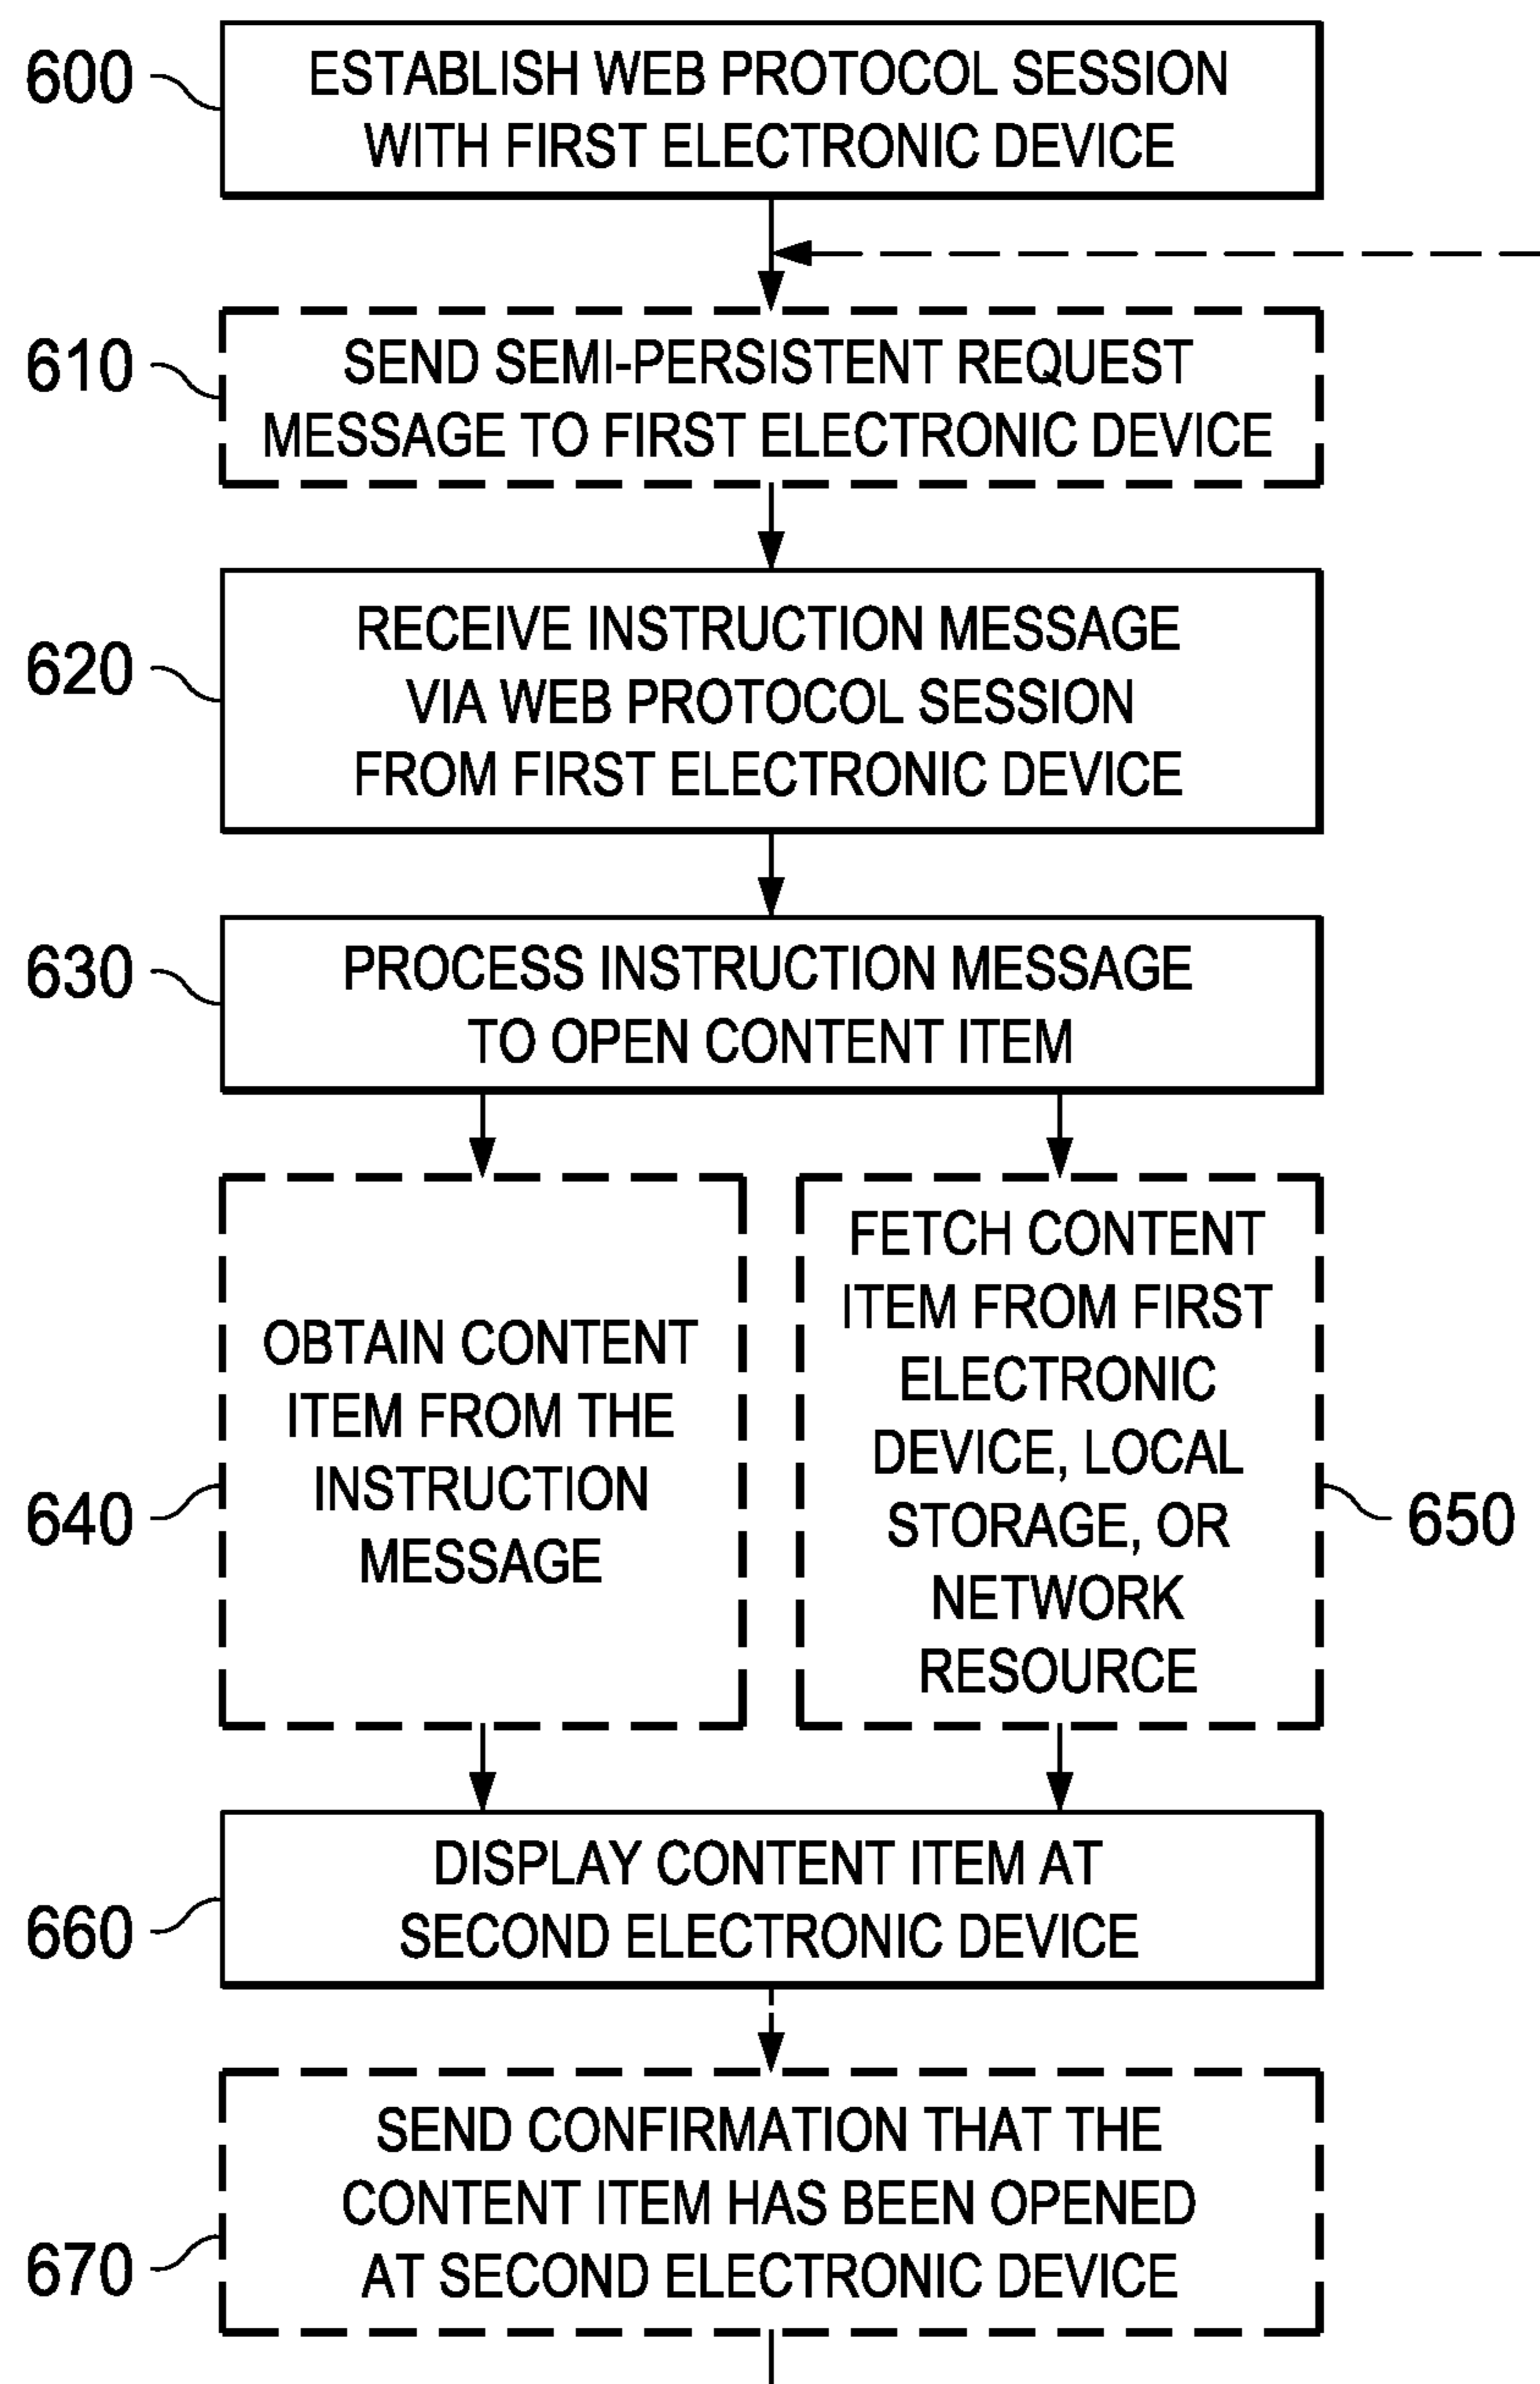 600
ESTABLISH WEB PROTOCOL SESSION
WITH FIRST ELECTRONIC DEVICE
610
SEND SEMI-PERSISTENT REQUEST
MESSAGE TO FIRST ELECTRONIC DEVICE
620
RECEIVE INSTRUCTION MESSAGE
VIA WEB PROTOCOL SESSION
FROM FIRST ELECTRONIC DEVICE
630
PROCESS INSTRUCTION MESSAGE
TO OPEN CONTENT ITEM
640
OBTAIN CONTENT
ITEM FROM THE
INSTRUCTION
MESSAGE
FETCH CONTENT
ITEM FROM FIRST
ELECTRONIC
DEVICE, LOCAL
STORAGE, OR
NETWORK
RESOURCE
650
660
DISPLAY CONTENT ITEM AT
SECOND ELECTRONIC DEVICE
670
SEND CONFIRMATION THAT THE
CONTENT ITEM HAS BEEN OPENED
AT SECOND ELECTRONIC DEVICE